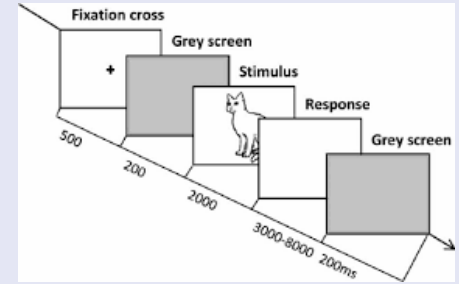 Fixation cross
Grey screen
Stimulus
Response
Grey screen
500
200
2000
3000-8000
200ms